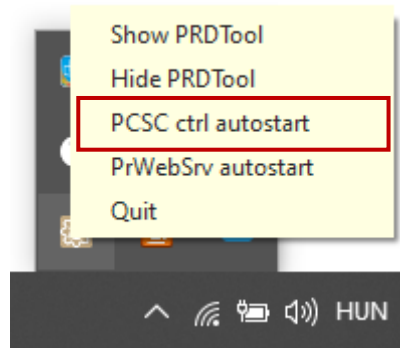 Show PRDTool
Hide PRDTool
PCSC ctrl autostart
PrWebSrv autostart
Quit
HUN